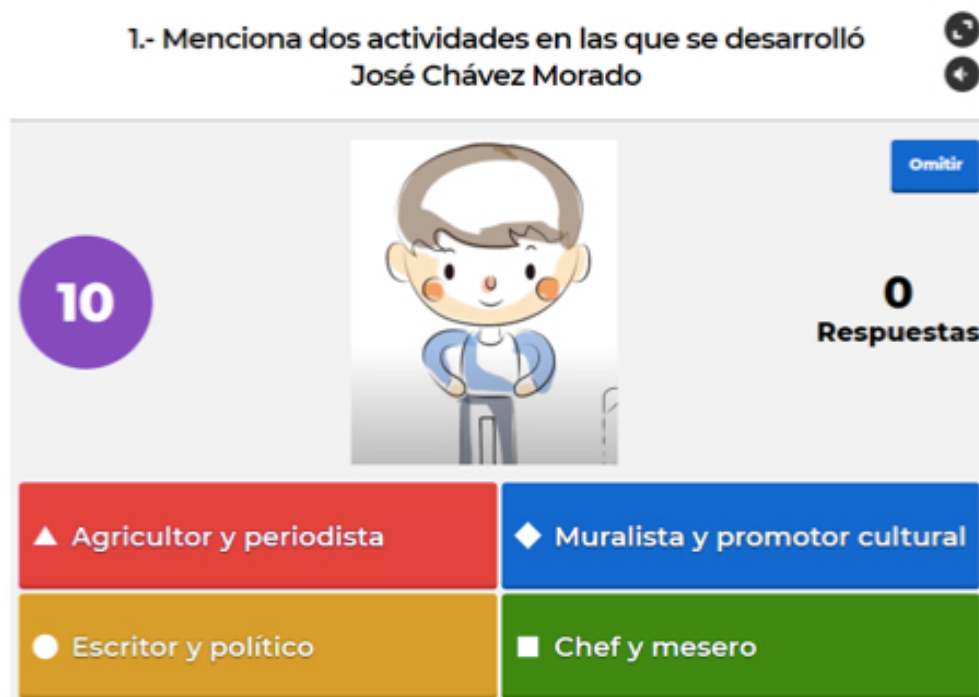 1.- Menciona dos actividades en las que se desarrolló
José Chávez Morado
Omitir
10
0
Respuestas
Agricultor y periodista
Muralista y promotor cultural
Escritor y político
Chef y mesero